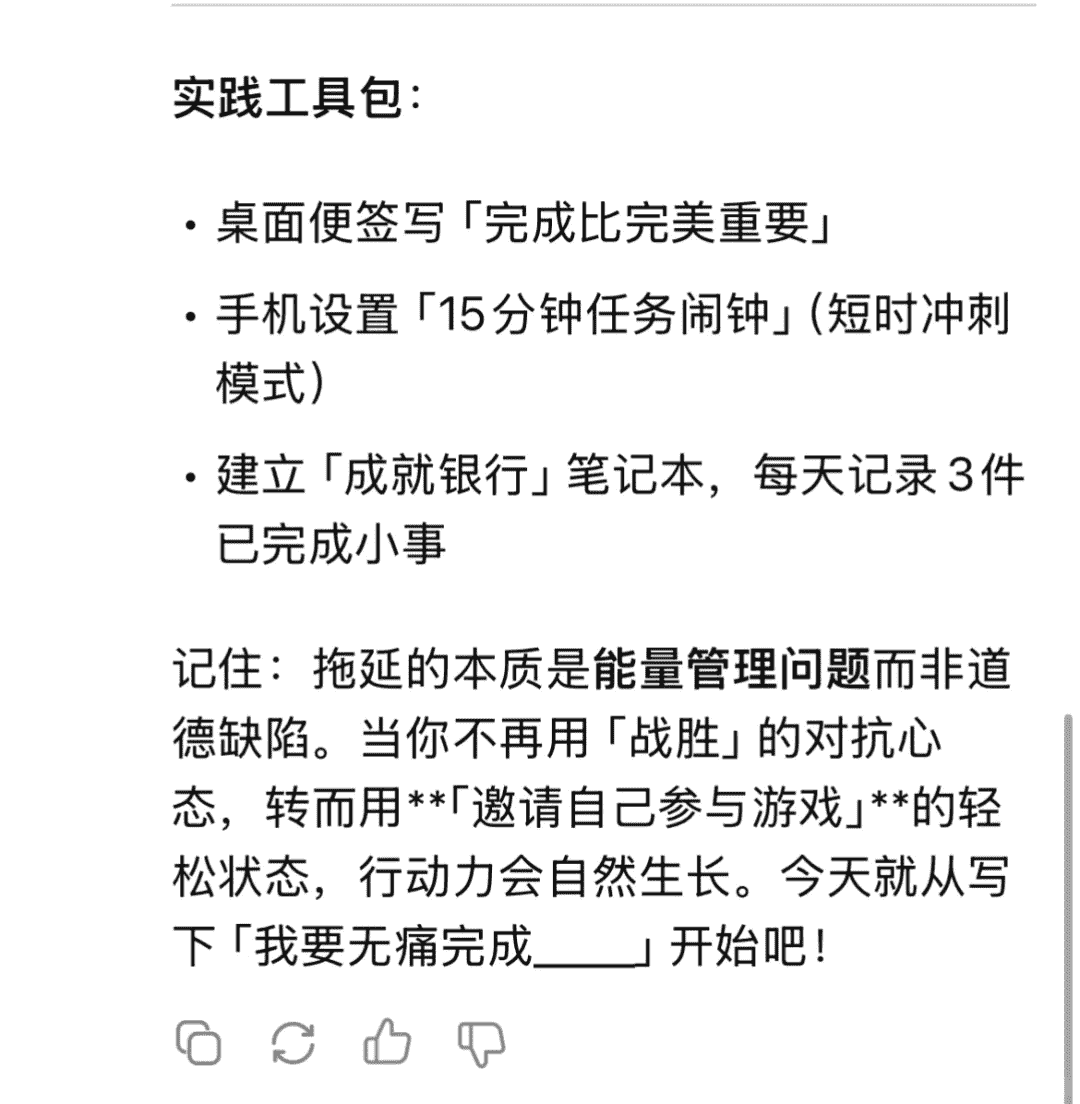 实践工具包：
• 桌面便签写「完成比完美重要」
• 手机设置「15分钟任务闹钟」（短时冲刺
模式）
• 建立「成就银行」笔记本，每天记录3件
已完成小事
记住：拖延的本质是能量管理问题而非道
德缺陷。当你不再用「战胜」的对抗心
态，转而用**「邀请自己参与游戏」**的轻
松状态，行动力会自然生长。今天就从写
下「我要无痛完成_____」开始吧！